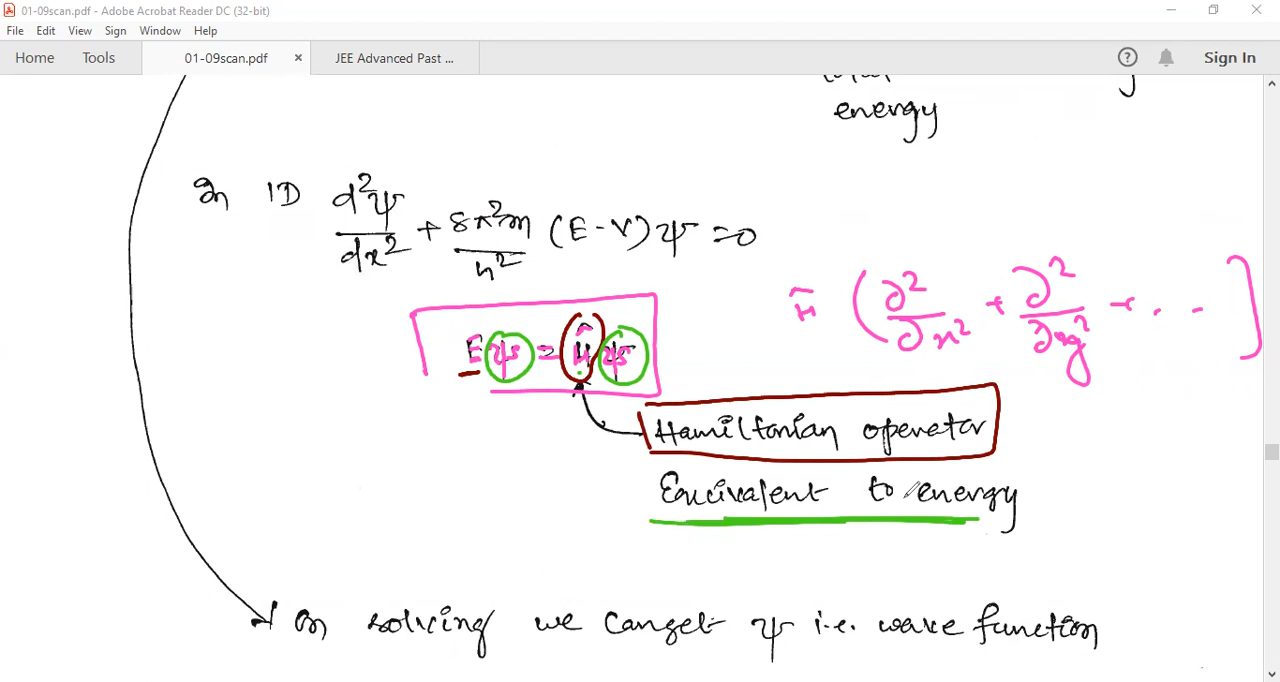 01-09scan.pdf - Adobe Acrobat Reader DC (32-bit)
File Edit View Sign Window Help
Home Tools 01-09scan.pdf × JEE Advanced Past ... ? Sign In
energy
In 1D d²ψ/dx² + 8π²m/h² (E-V)ψ = 0
Ĥ (∂²/∂x² + ∂²/∂y² + . . .]
Eψ = Ĥψ
Hamiltonian operator
Equivalent to energy
On solving we can get ψ i.e. wave function